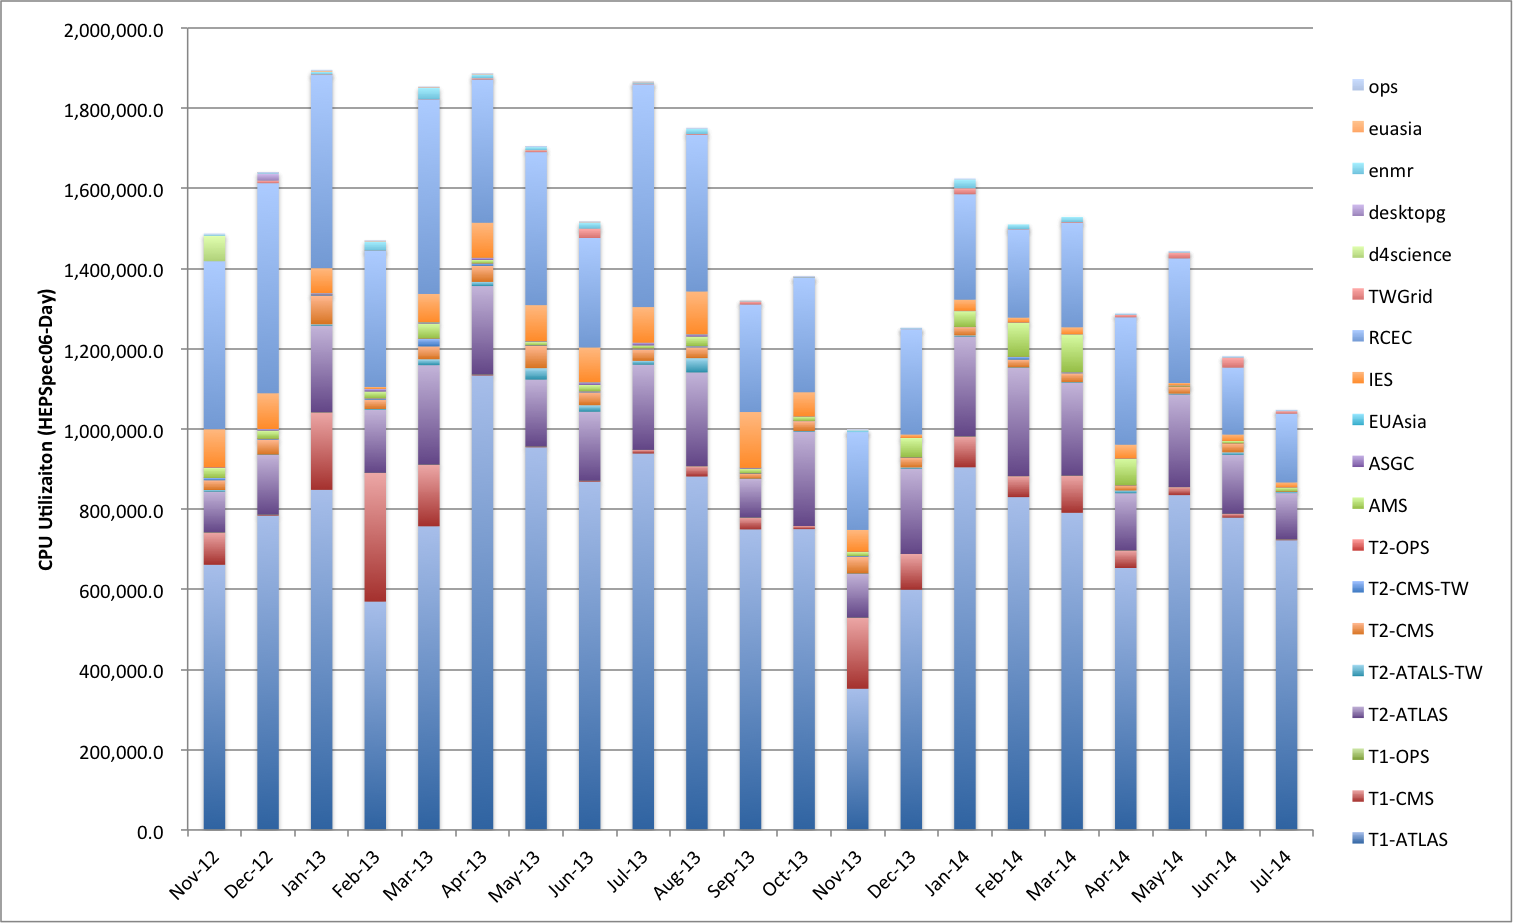 2,000,000.0
1,800,000.0
1,600,000.0
1,400,000.0
1,200,000.0
1,000,000.0
800,000.0
600,000.0
400,000.0
200,000.0
0.0
CPU Utilizaiton (HEPSpec06-Day)
Nov-12
Dec-12
Jan-13
Feb-13
Mar-13
Apr-13
May-13
Jun-13
Jul-13
Aug-13
Sep-13
Oct-13
Nov-13
Dec-13
Jan-14
Feb-14
Mar-14
Apr-14
May-14
Jun-14
Jul-14
ops
euasia
enmr
desktopg
d4science
TWGrid
RCEC
IES
EUAsia
ASGC
AMS
T2-OPS
T2-CMS-TW
T2-CMS
T2-ATALS-TW
T2-ATLAS
T1-OPS
T1-CMS
T1-ATLAS